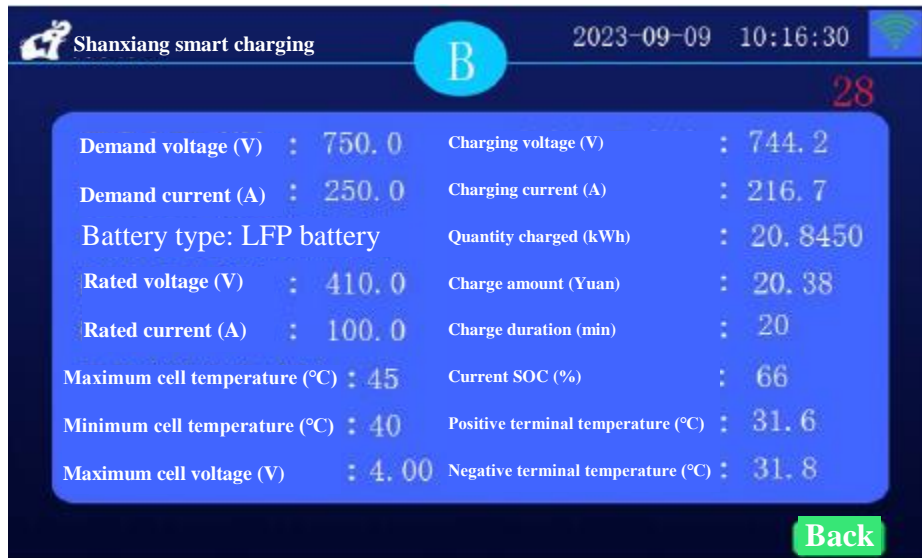 Shanxiang smart charging
B
2023-09-09 10:16:30
28
Demand voltage (V) : 750.0
Charging voltage (V) : 744.2
Demand current (A) : 250.0
Charging current (A) : 216.7
Battery type: LFP battery
Quantity charged (kWh) : 20.8450
Rated voltage (V) : 410.0
Charge amount (Yuan) : 20.38
Rated current (A) : 100.0
Charge duration (min) : 20
Maximum cell temperature (℃) : 45
Current SOC (%) : 66
Minimum cell temperature (℃) : 40
Positive terminal temperature (℃) : 31.6
Maximum cell voltage (V) : 4.00
Negative terminal temperature (℃) : 31.8
Back